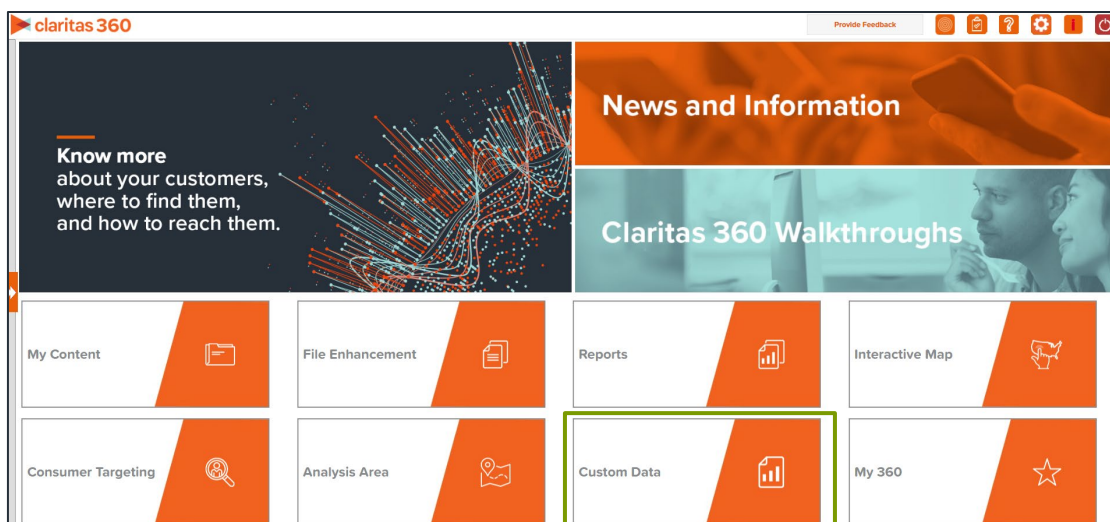 claritas 360
Provide Feedback
Know more
about your customers,
where to find them,
and how to reach them.
News and Information
Claritas 360 Walkthroughs
My Content
File Enhancement
Reports
Interactive Map
Consumer Targeting
Analysis Area
Custom Data
My 360